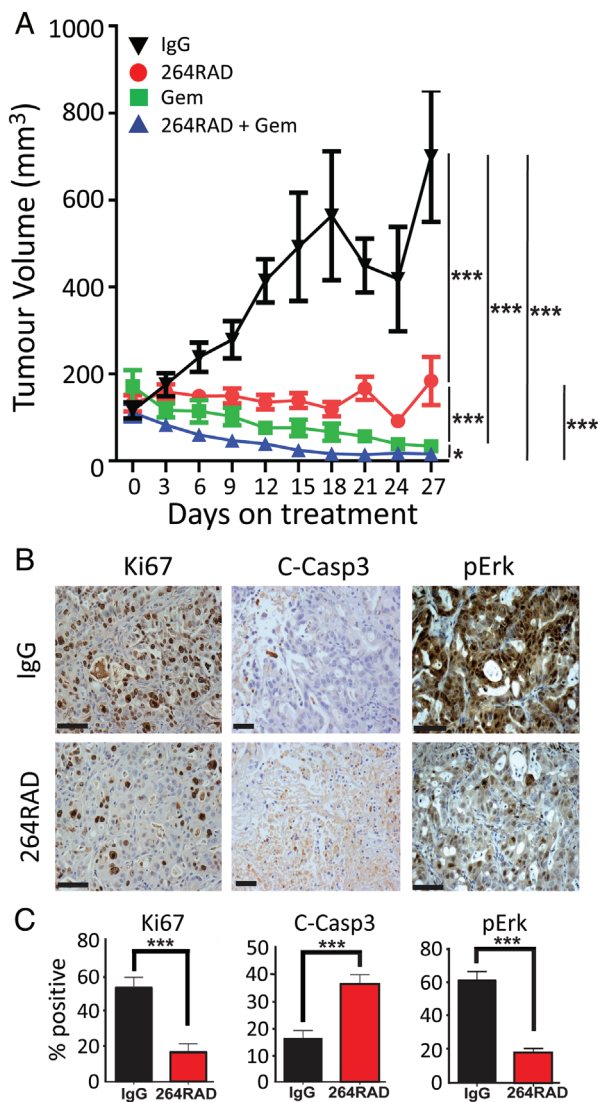 A
1000
800
600
400
200
0
Tumour Volume (mm³)
IgG
264RAD
Gem
264RAD + Gem
***
***
***
***
***
*
0 3 6 9 12 15 18 21 24 27
Days on treatment
B
Ki67 C-Casp3 pErk
IgG
264RAD
C
Ki67 C-Casp3 pErk
% positive
80
60
40
20
0
***
IgG 264RAD
50
40
30
20
10
0
***
IgG 264RAD
80
60
40
20
0
***
IgG 264RAD